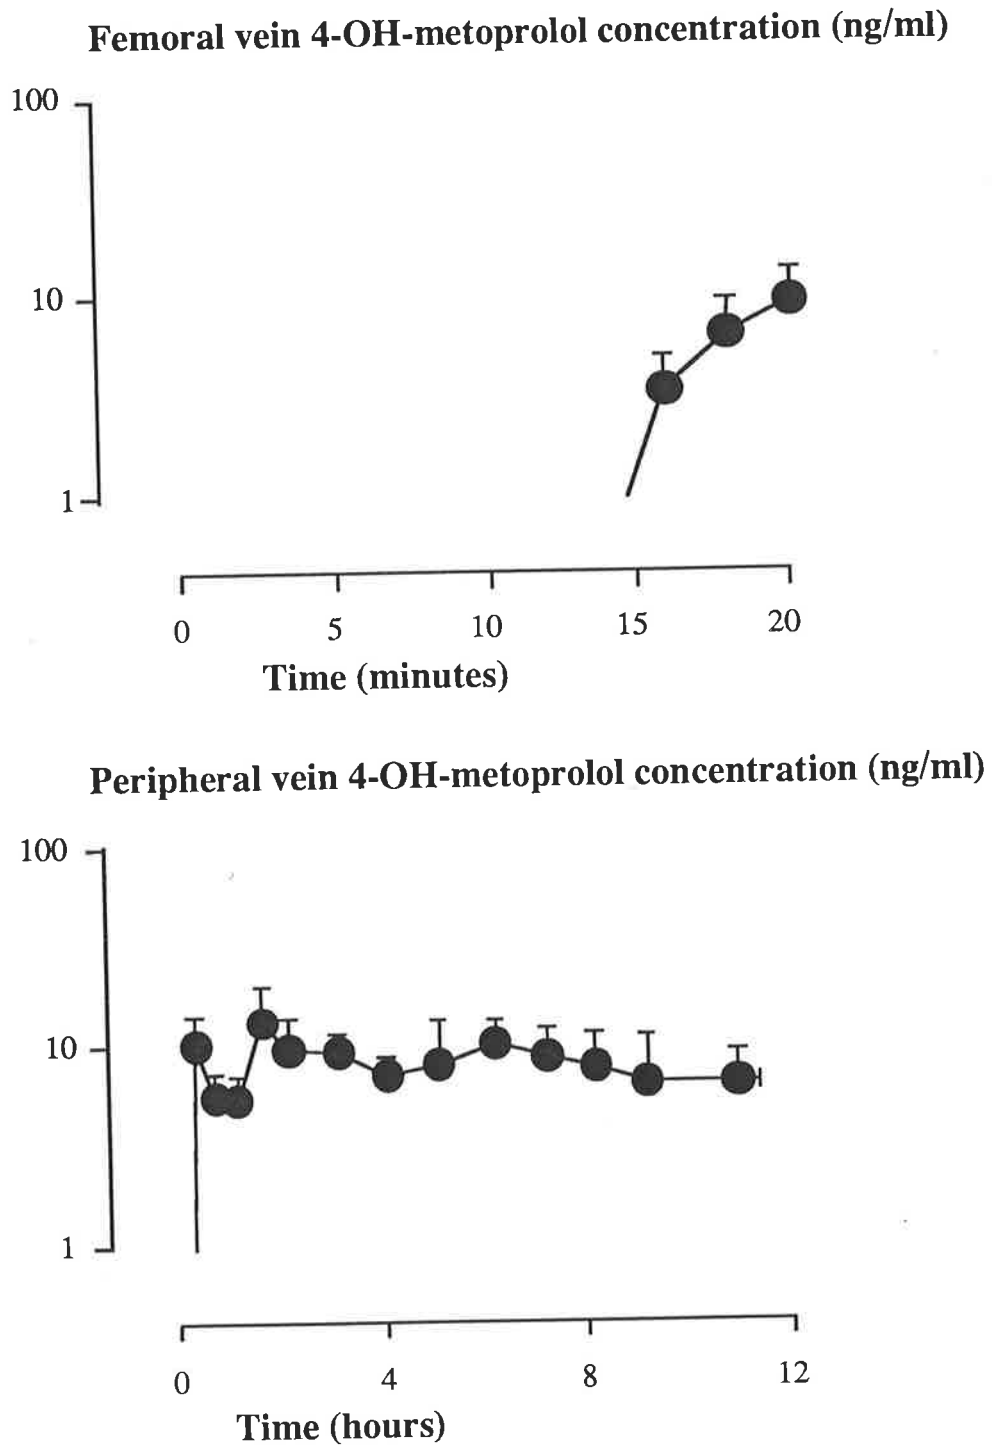 Femoral vein 4-OH-metoprolol concentration (ng/ml)
100
10
1
0 5 10 15 20
Time (minutes)
Peripheral vein 4-OH-metoprolol concentration (ng/ml)
100
10
1
0 4 8 12
Time (hours)